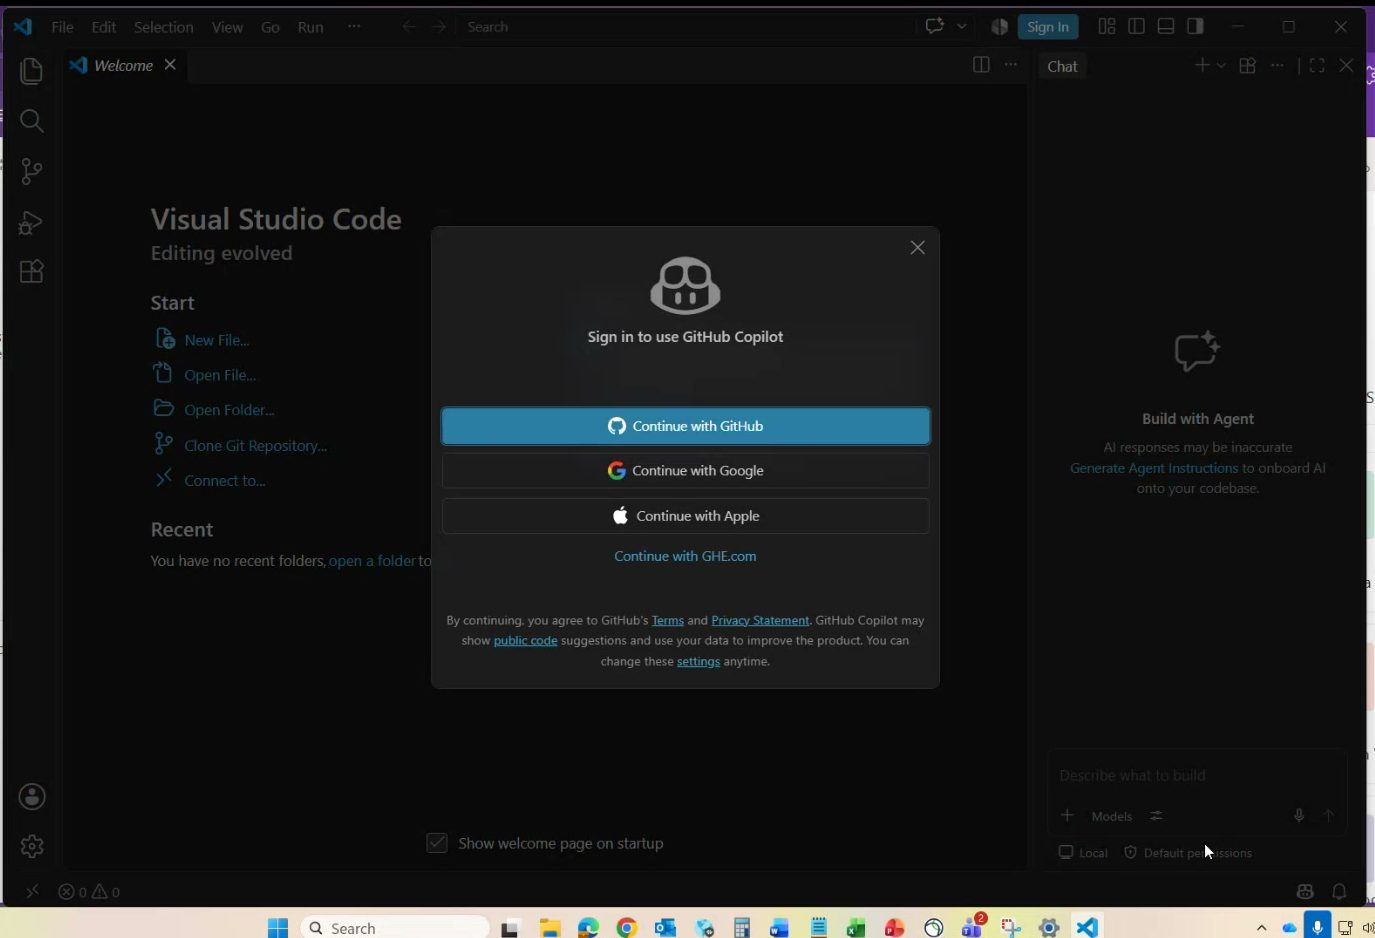 File Edit Selection View Go Run ··· Search Sign In
Welcome
Chat
Visual Studio Code
Editing evolved
Start
New File...
Open File...
Open Folder...
Clone Git Repository...
Connect to...
Recent
You have no recent folders, open a folder to
Sign in to use GitHub Copilot
Continue with GitHub
Continue with Google
Continue with Apple
Continue with GHE.com
By continuing, you agree to GitHub's Terms and Privacy Statement. GitHub Copilot may
show public code suggestions and use your data to improve the product. You can
change these settings anytime.
Build with Agent
AI responses may be inaccurate
Generate Agent Instructions to onboard AI
onto your codebase.
Describe what to build
Models
Local Default permissions
Show welcome page on startup
0 0
Search
2